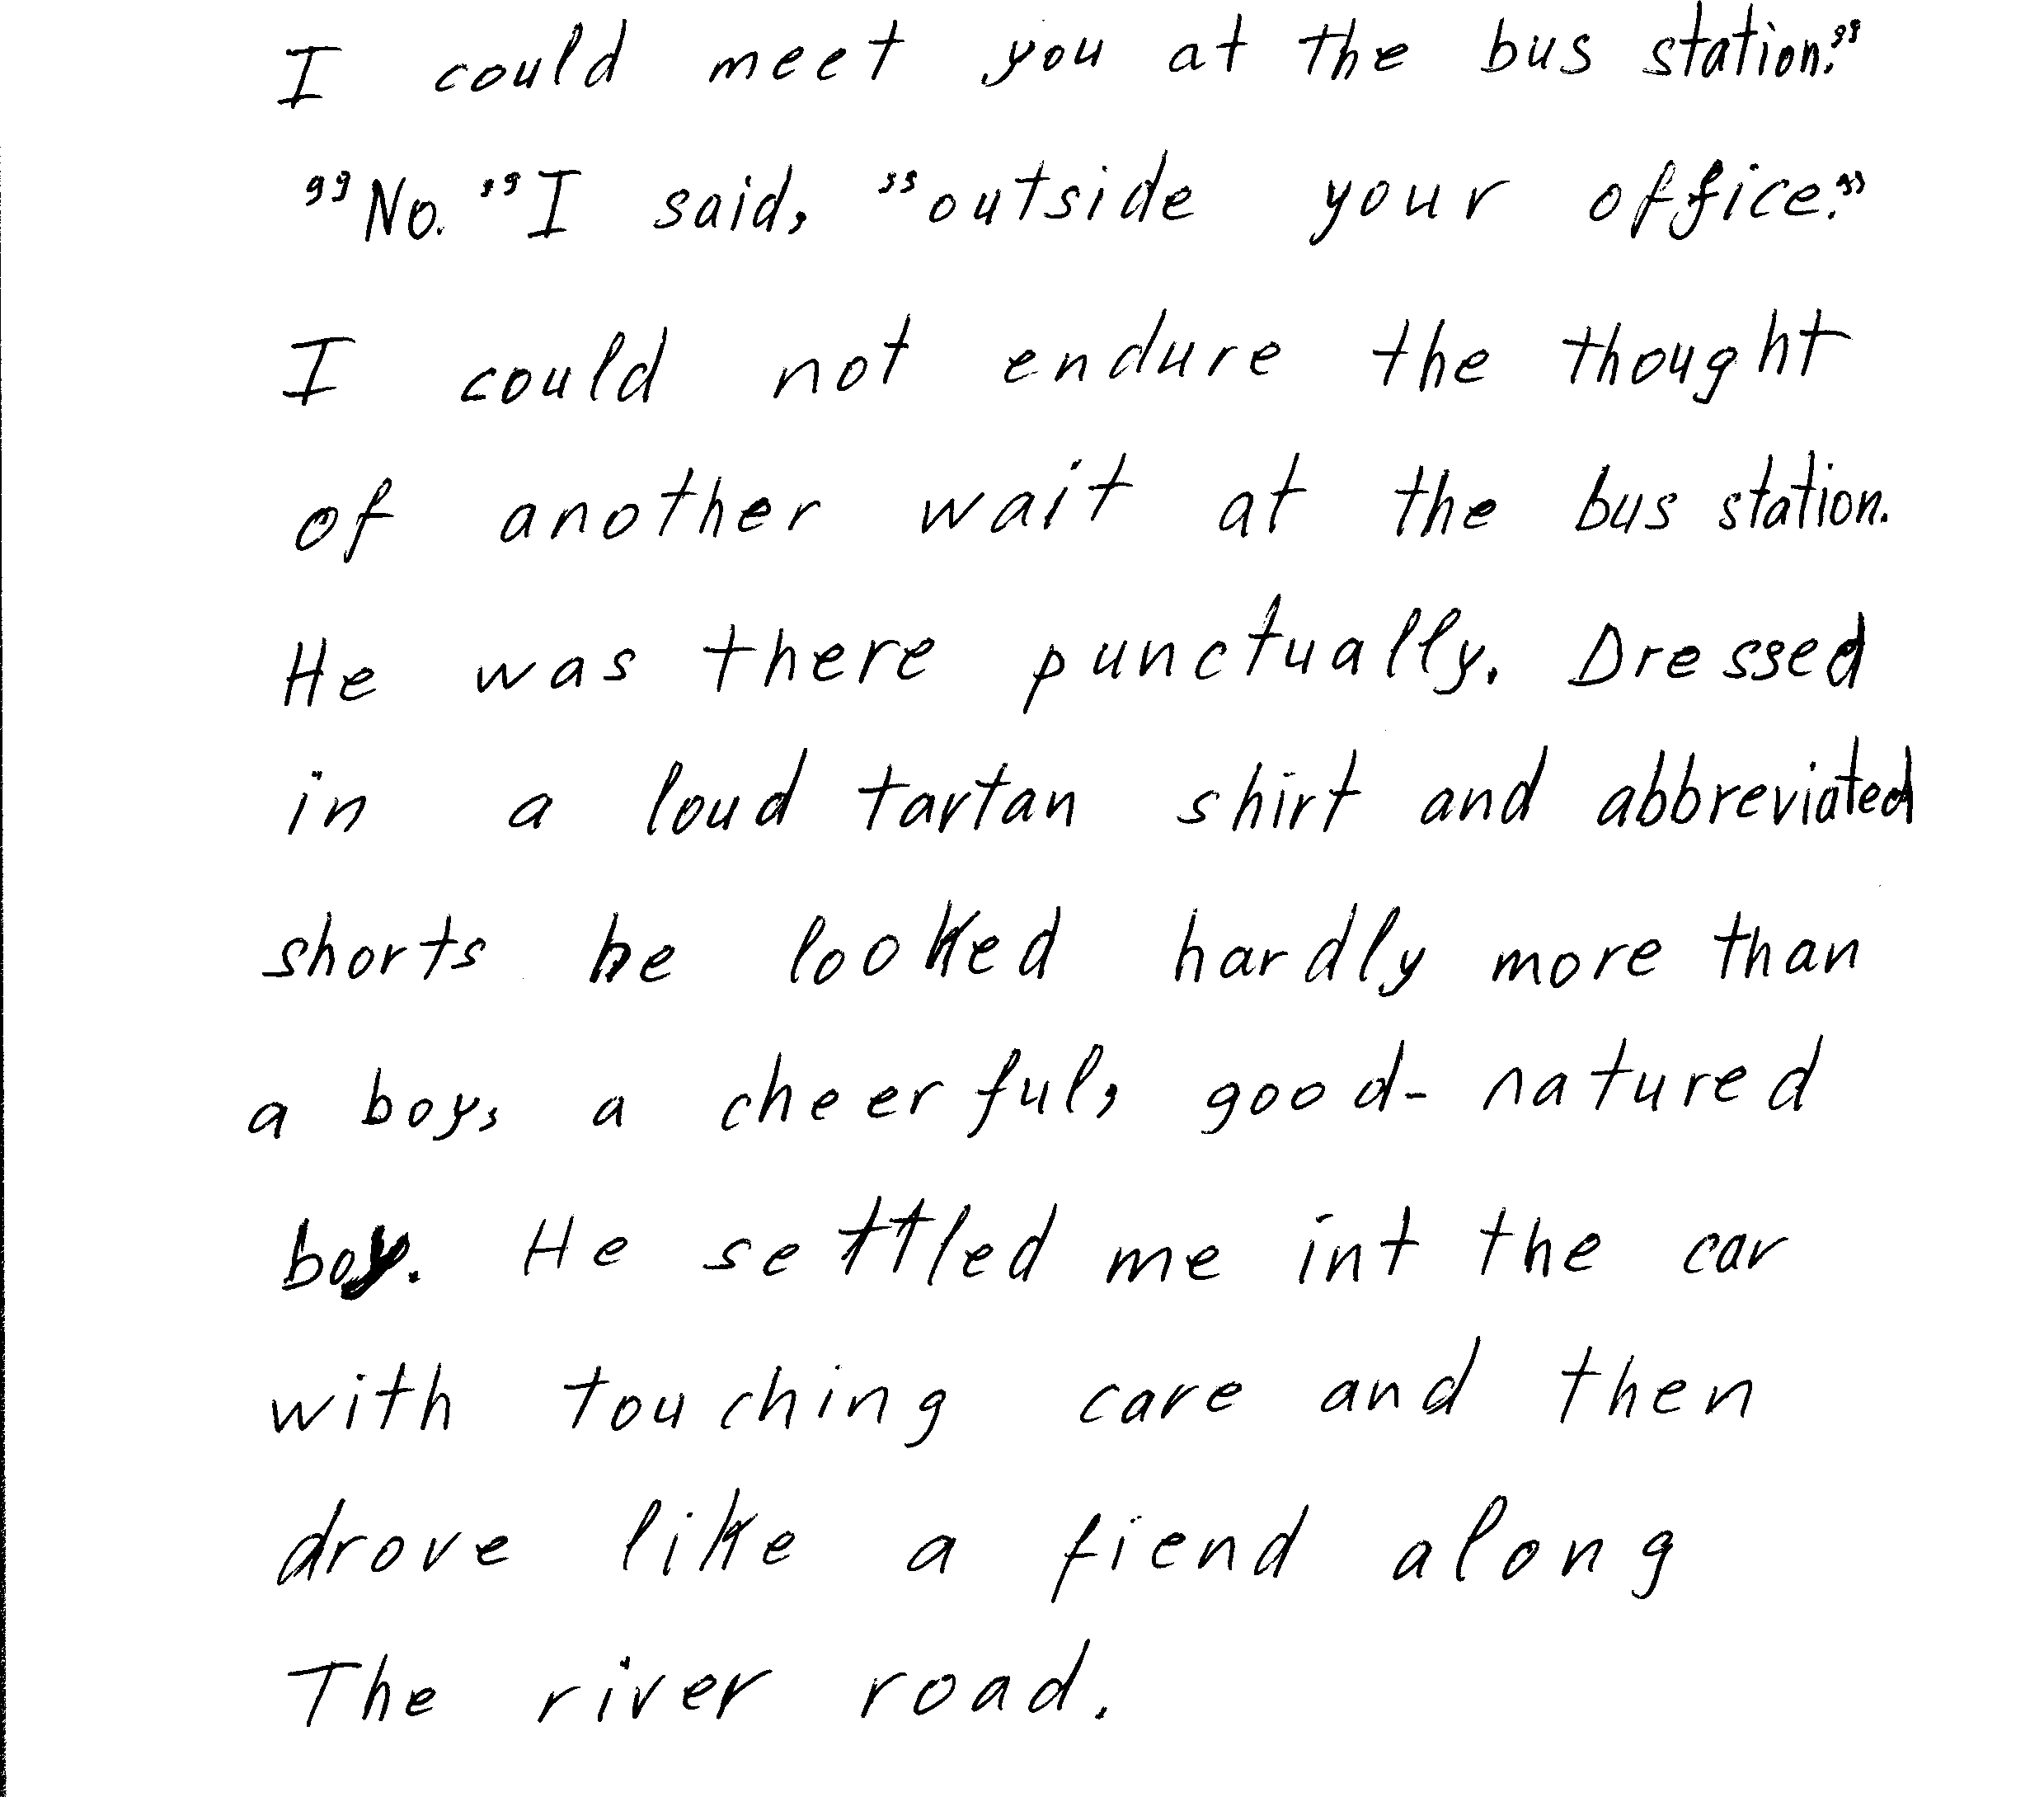 I could meet you at the bus station."
"No." I said, "outside your office."
I could not endure the thought
of another wait at the bus station.
He was there punctually. Dressed
in a loud tartan shirt and abbreviated
shorts he looked hardly more than
a boy, a cheerful, good-natured
boy. He settled me int the car
with touching care and then
drove like a fiend along
The river road.